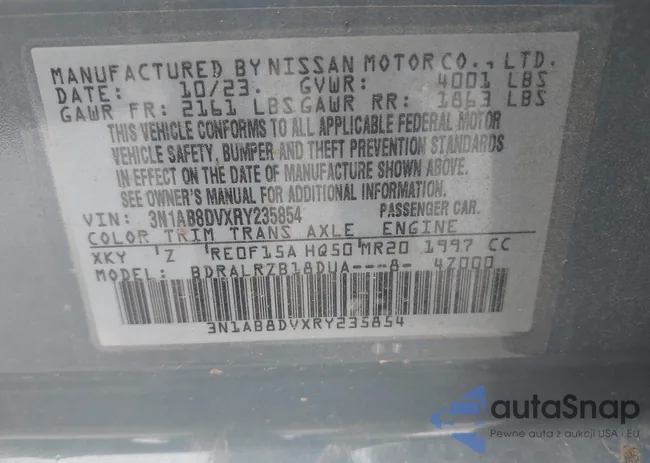 MANUFACTURED BY NISSAN MOTOR CO., LTD.
DATE: 10/23. GVWR: 4001 LBS
GAWR FR: 2161 LBS GAWR RR: 1863 LBS
THIS VEHICLE CONFORMS TO ALL APPLICABLE FEDERAL MOTOR
VEHICLE SAFETY, BUMPER AND THEFT PREVENTION STANDARDS
IN EFFECT ON THE DATE OF MANUFACTURE SHOWN ABOVE.
SEE OWNER'S MANUAL FOR ADDITIONAL INFORMATION.
VIN: 3N1AB8DVXRY235854 PASSENGER CAR.
COLOR TRIM TRANS AXLE ENGINE
XKY Z RE0F15A HQ50 MR20 1997 CC
MODEL: BDRALRZB18DUA---8- 47000
3N1AB8DVXRY235854
autaSnap
Pewne auta z aukcji USA i EU